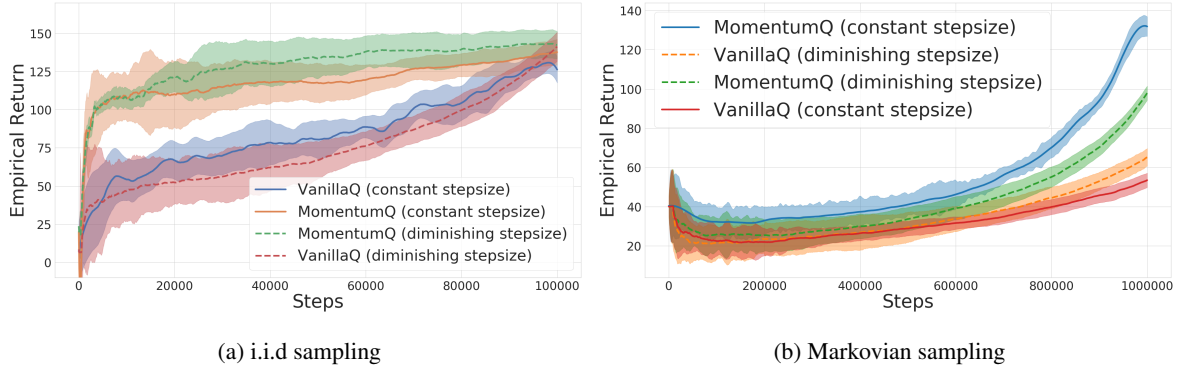 150
125
100
75
50
25
0
Empirical Return
VanillaQ (constant stepsize)
MomentumQ (constant stepsize)
MomentumQ (diminishing stepsize)
VanillaQ (diminishing stepsize)
0 20000 40000 60000 80000 100000
Steps
(a) i.i.d sampling
140
120
100
80
60
40
20
Empirical Return
MomentumQ (constant stepsize)
VanillaQ (diminishing stepsize)
MomentumQ (diminishing stepsize)
VanillaQ (constant stepsize)
0 200000 400000 600000 800000 1000000
Steps
(b) Markovian sampling